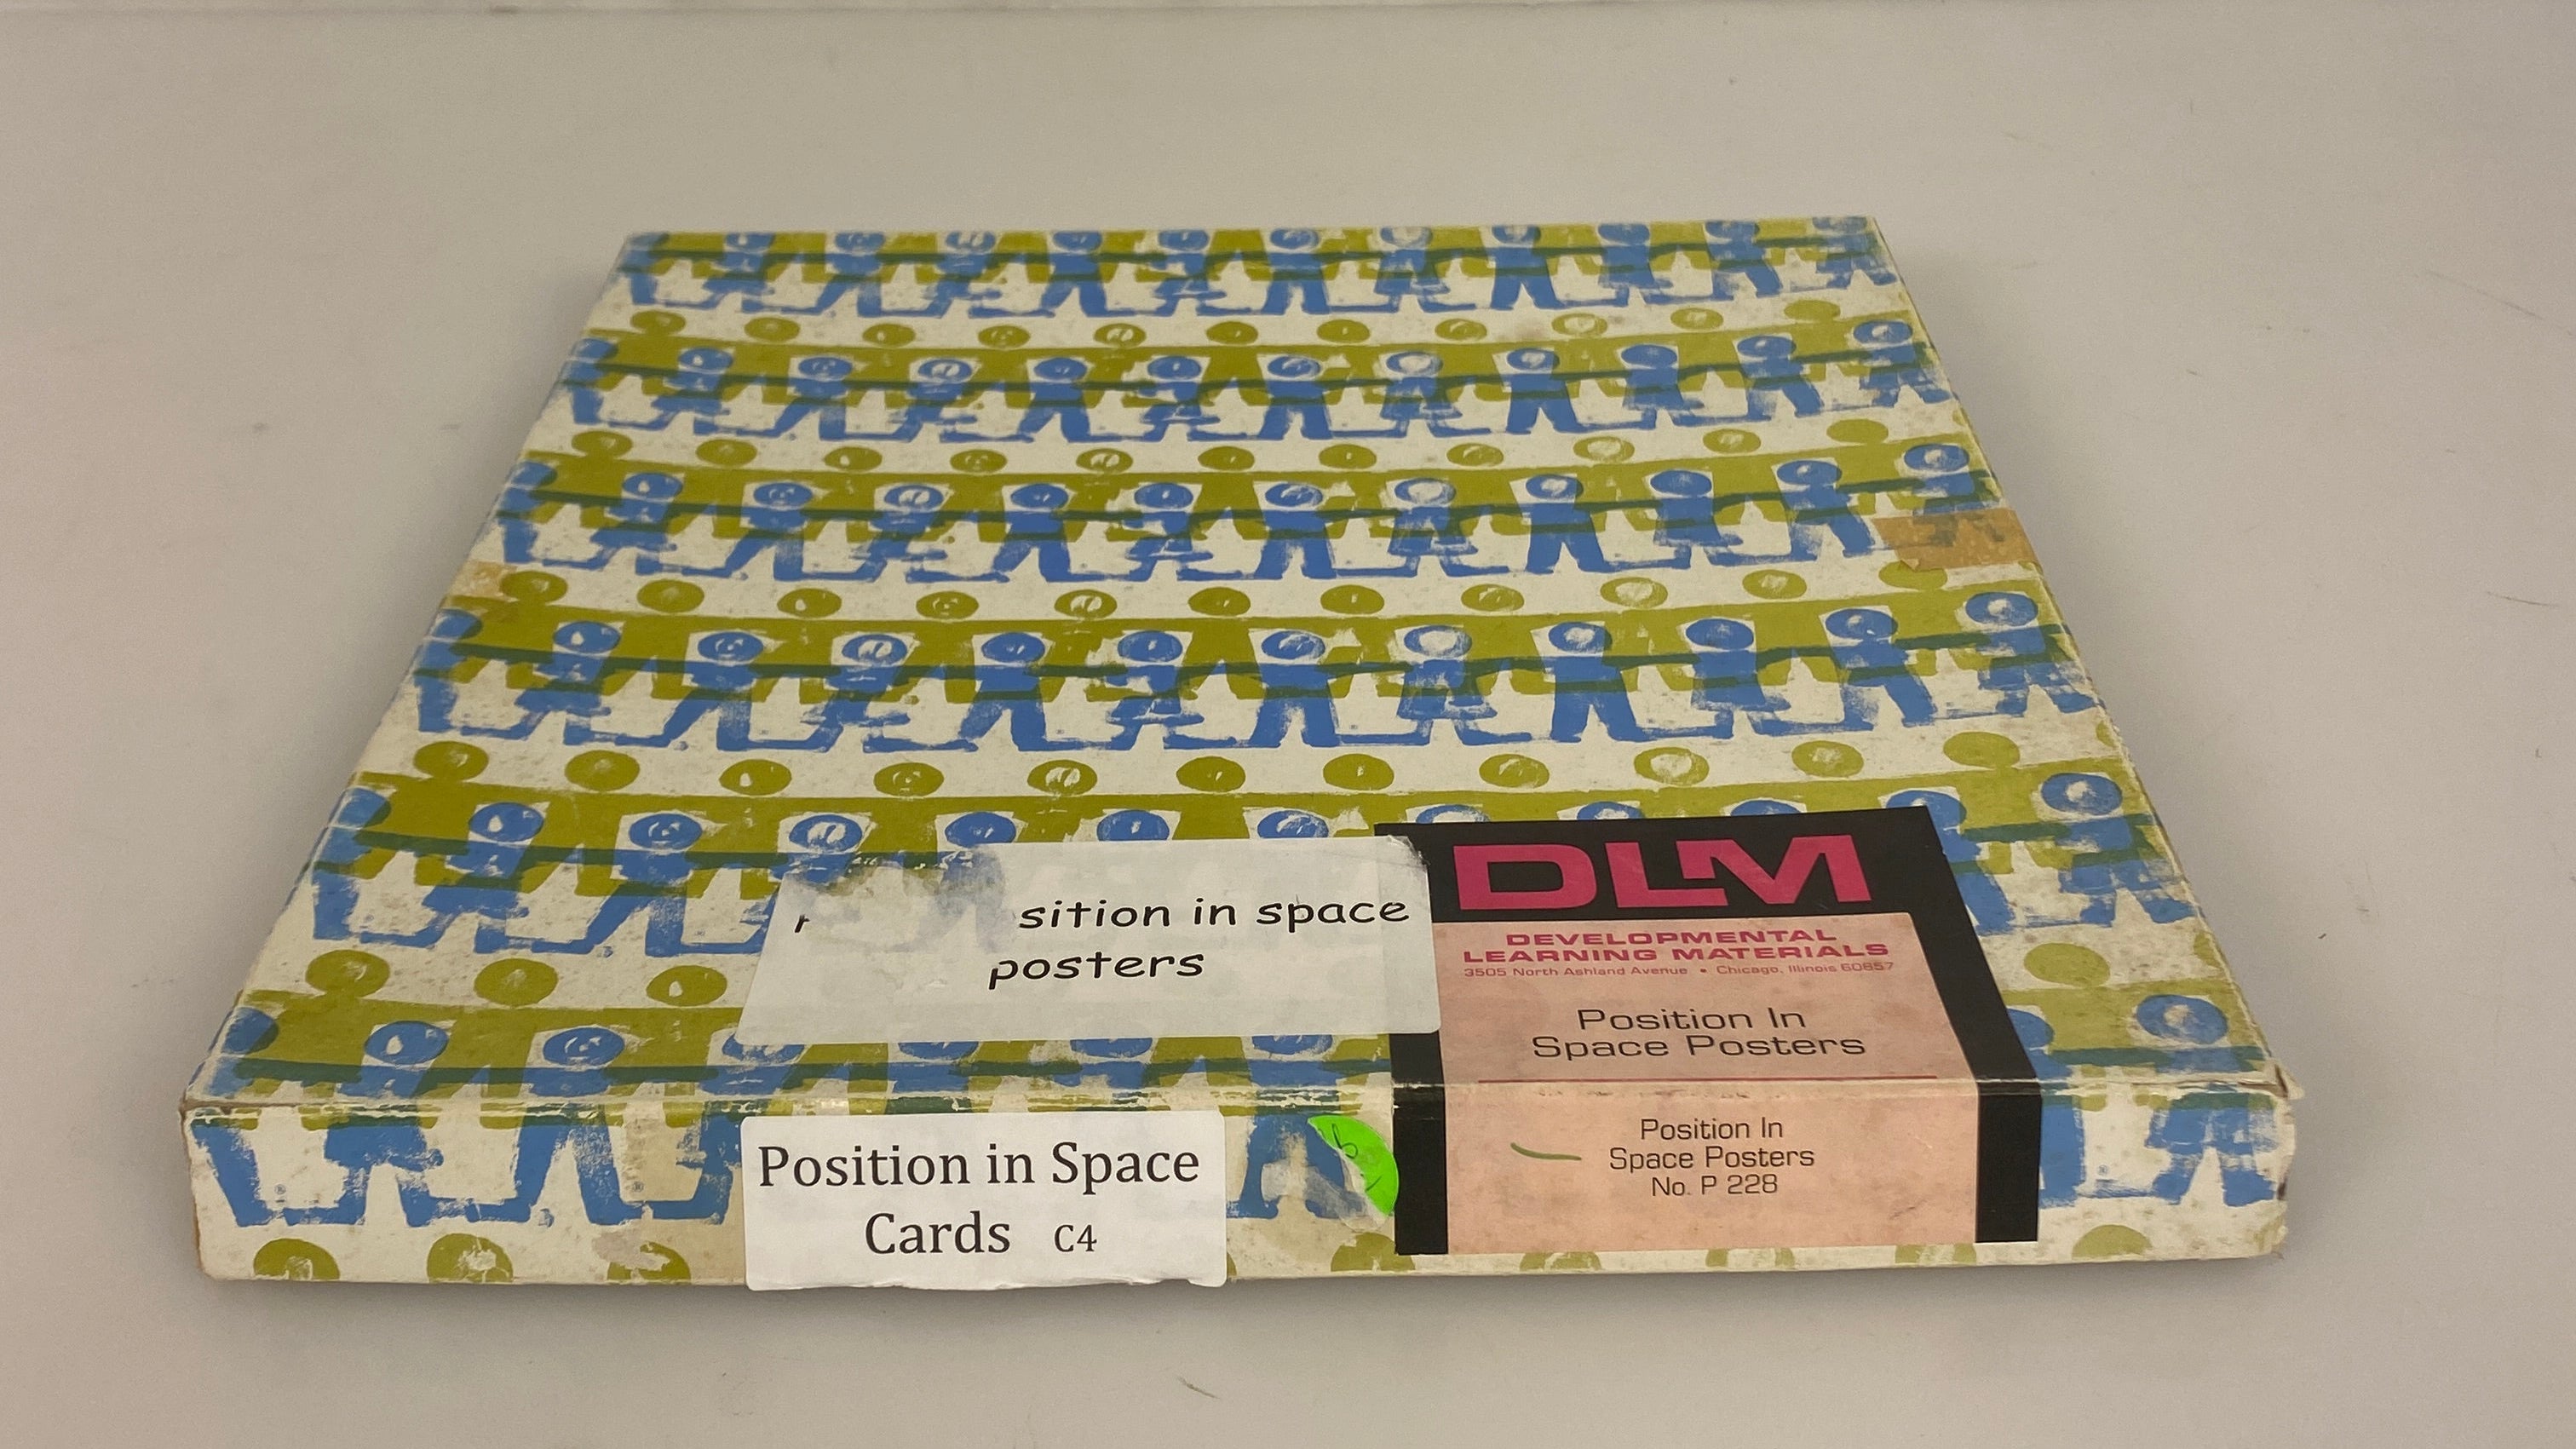 sition in space
posters
DLM
DEVELOPMENTAL
LEARNING MATERIALS
3505 North Ashland Avenue • Chicago, Illinois 60657
Position In
Space Posters
Position in Space
Cards C4
Position In
Space Posters
No. P 228